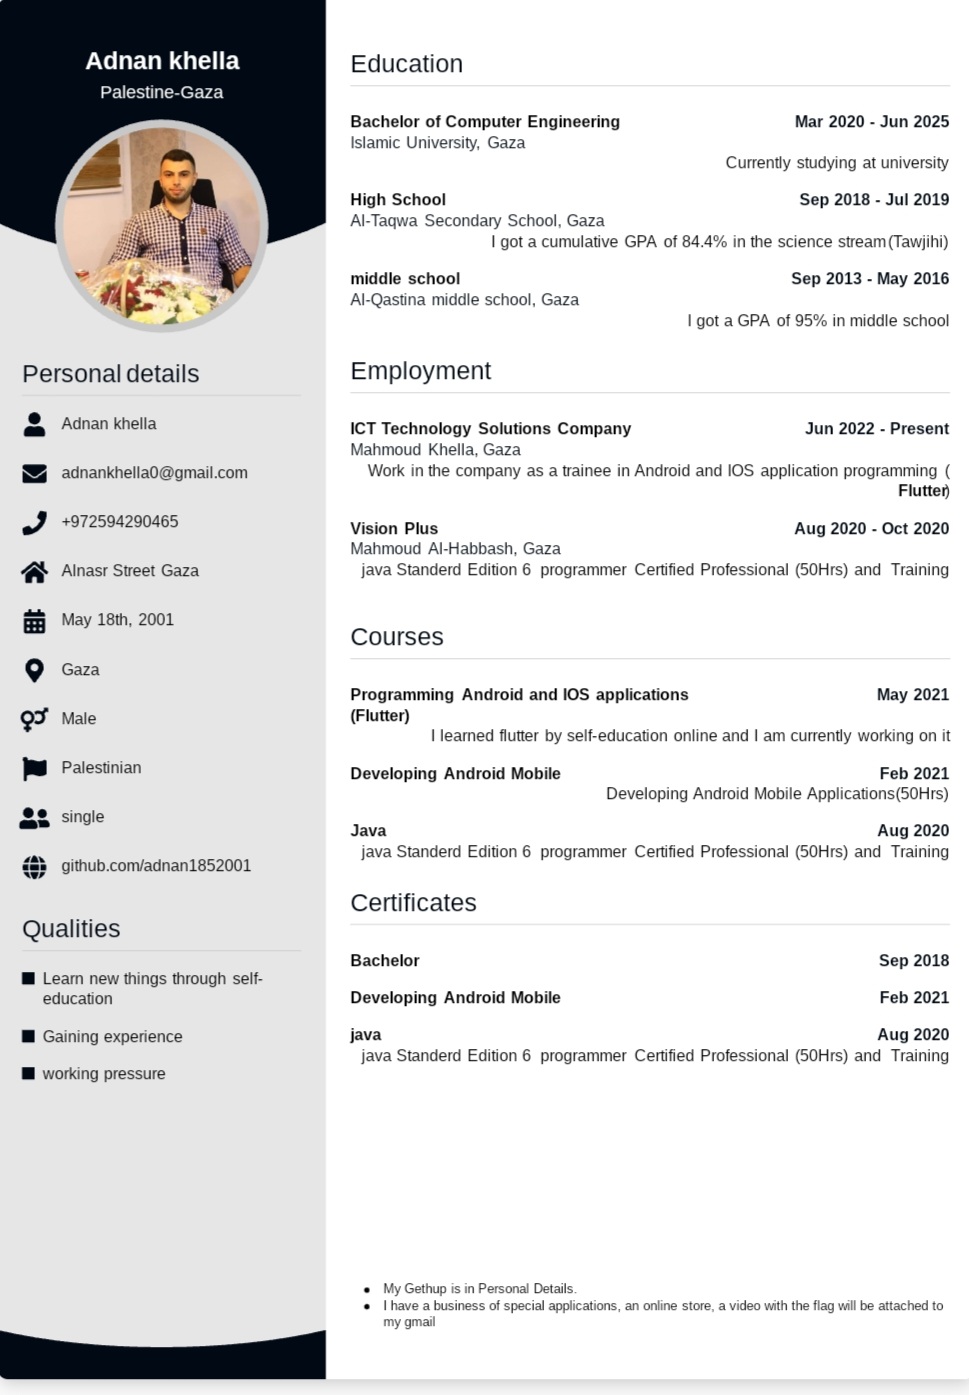 Adnan khella
Palestine-Gaza
Personal details
Adnan khella
adnankhella0@gmail.com
+972594290465
Alnasr Street Gaza
May 18th, 2001
Gaza
Male
Palestinian
single
github.com/adnan1852001
Qualities
Learn new things through self-
education
Gaining experience
working pressure
Education
Bachelor of Computer Engineering Mar 2020 - Jun 2025
Islamic University, Gaza
Currently studying at university
High School Sep 2018 - Jul 2019
Al-Taqwa Secondary School, Gaza
I got a cumulative GPA of 84.4% in the science stream(Tawjihi)
middle school Sep 2013 - May 2016
Al-Qastina middle school, Gaza
I got a GPA of 95% in middle school
Employment
ICT Technology Solutions Company Jun 2022 - Present
Mahmoud Khella, Gaza
Work in the company as a trainee in Android and IOS application programming (
Flutter)
Vision Plus Aug 2020 - Oct 2020
Mahmoud Al-Habbash, Gaza
java Standerd Edition 6 programmer Certified Professional (50Hrs) and Training
Courses
Programming Android and IOS applications May 2021
(Flutter)
I learned flutter by self-education online and I am currently working on it
Developing Android Mobile Feb 2021
Developing Android Mobile Applications(50Hrs)
Java Aug 2020
java Standerd Edition 6 programmer Certified Professional (50Hrs) and Training
Certificates
Bachelor Sep 2018
Developing Android Mobile Feb 2021
java Aug 2020
java Standerd Edition 6 programmer Certified Professional (50Hrs) and Training
● My Gethup is in Personal Details.
● I have a business of special applications, an online store, a video with the flag will be attached to
my gmail